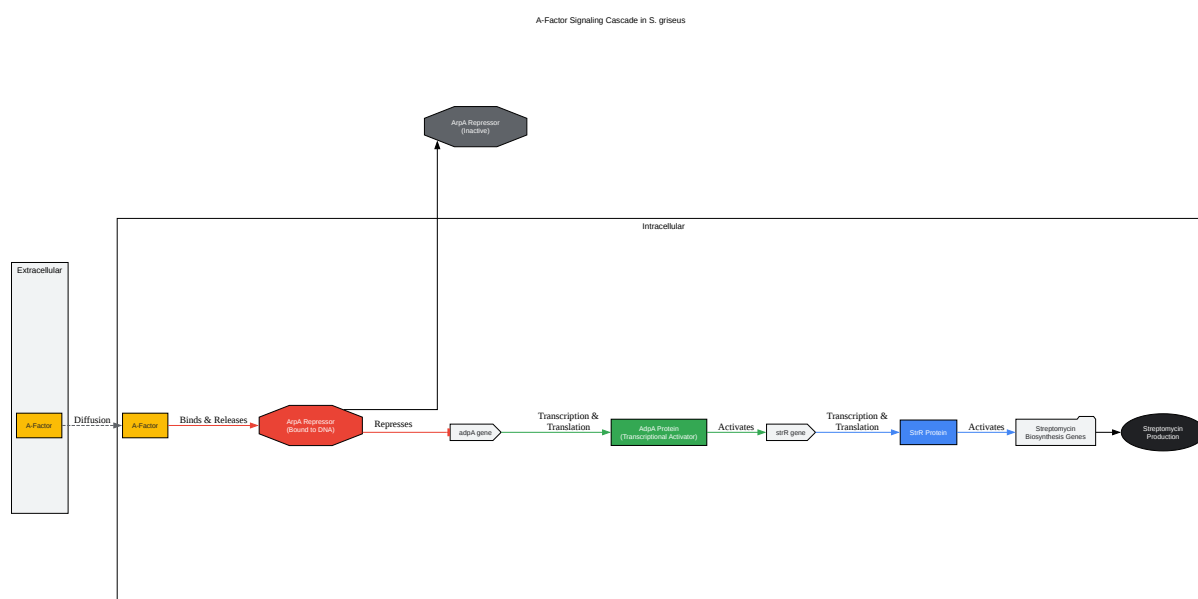 A-Factor Signaling Cascade in S. griseus
ArpA Repressor
(Inactive)
Intracellular
Extracellular
A-Factor
Diffusion
A-Factor
Binds & Releases
ArpA Repressor
(Bound to DNA)
Represses
adpA gene
Transcription &
Translation
AdpA Protein
(Transcriptional Activator)
Activates
strR gene
Transcription &
Translation
StrR Protein
Activates
Streptomycin
Biosynthesis Genes
Streptomycin
Production